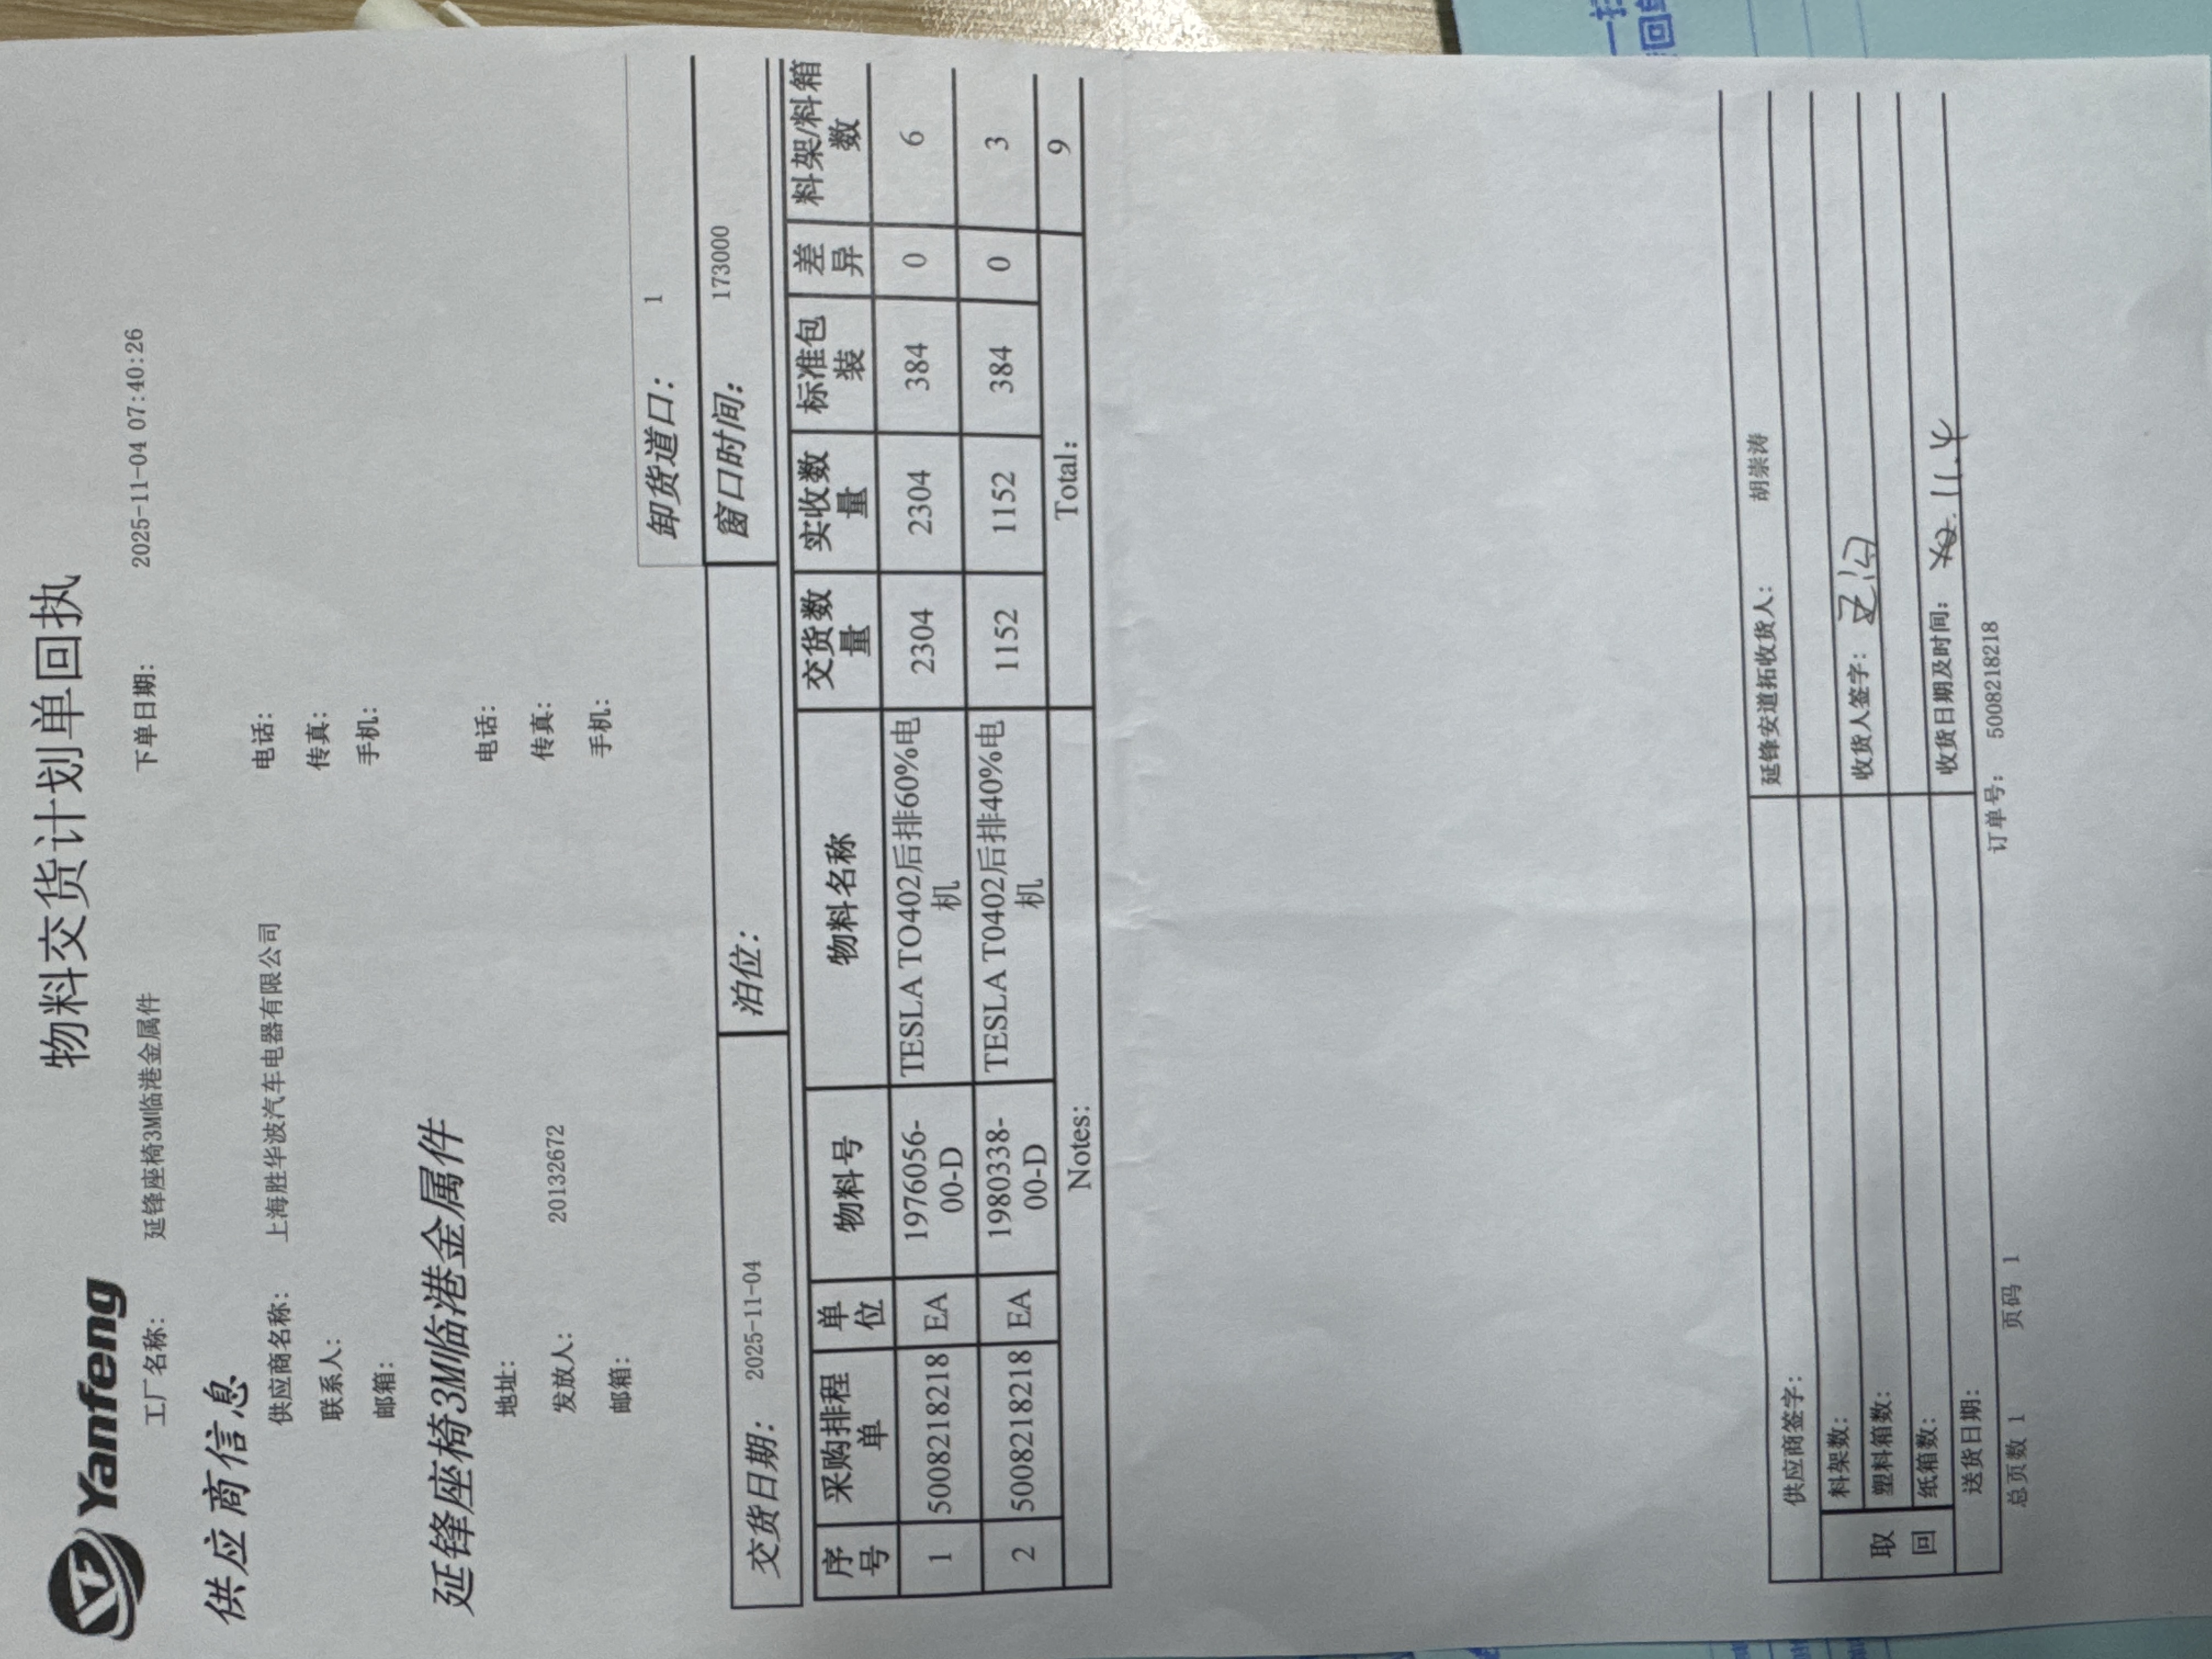 Yanfeng
物料交货计划单回执
工厂名称： 延锋座椅3M临港金属件 下单日期： 2025-11-04 07:40:26
供应商信息
供应商名称： 上海胜华波汽车电器有限公司 电话：
联系人： 传真：
邮箱： 手机：
延锋座椅3M临港金属件
地址： 电话：
发放人： 20132672 传真：
邮箱： 手机：
卸货道口： 1
交货日期： 2025-11-04 泊位： 窗口时间： 173000
序号 采购排程单 单位 物料号 物料名称 交货数量 实收数量 标准包装 差异 料架/料箱数
1 5008218218 EA 1976056-00-D TESLA TO402后排60%电机 2304 2304 384 0 6
2 5008218218 EA 1980338-00-D TESLA T0402后排40%电机 1152 1152 384 0 3
Notes: Total: 9
供应商签字： 延锋安道拓收货人： 胡崇涛
取回 料架数：
塑料箱数： 收货人签字：
纸箱数：
送货日期： 收货日期及时间：
总页数 1 页码 1 订单号： 5008218218
一扫
回单